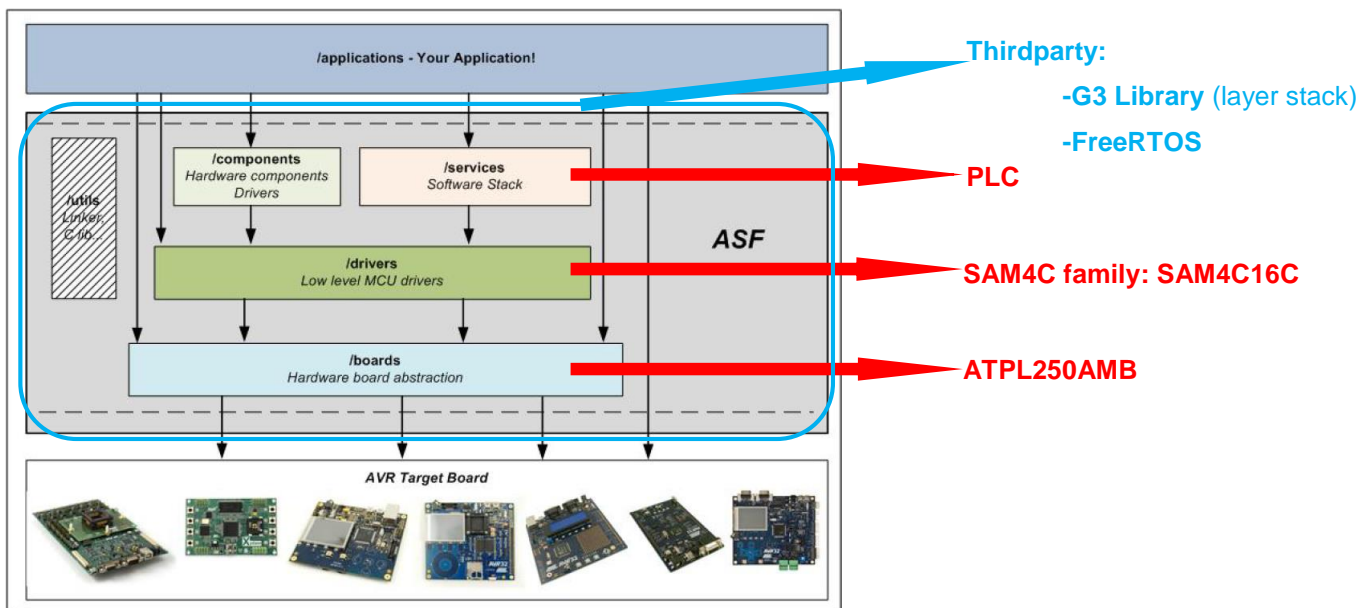 /applications - Your Application!
Thirdparty:
-G3 Library (layer stack)
-FreeRTOS
/components
Hardware components
Drivers
/services
Software Stack
PLC
/utils
Linker,
C lib...
ASF
/drivers
Low level MCU drivers
SAM4C family: SAM4C16C
/boards
Hardware board abstraction
ATPL250AMB
AVR Target Board